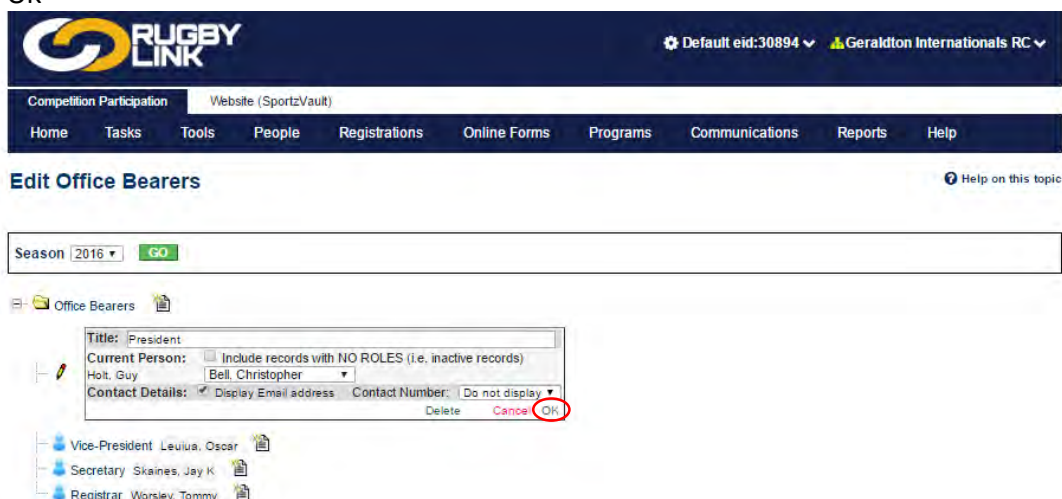 OK
RUGBY
LINK
Default eid:30894 Geraldton Internationals RC
Competition Participation Website (SportzVault)
Home Tasks Tools People Registrations Online Forms Programs Communications Reports Help
Edit Office Bearers Help on this topic
Season 2016 GO
Office Bearers
Title: President
Current Person: Include records with NO ROLES (i.e. inactive records)
Holt, Guy Bell, Christopher
Contact Details: Display Email address Contact Number: Do not display
Delete Cancel OK
Vice-President Leuiua, Oscar
Secretary Skaines, Jay K
Registrar Worsley, Tommy